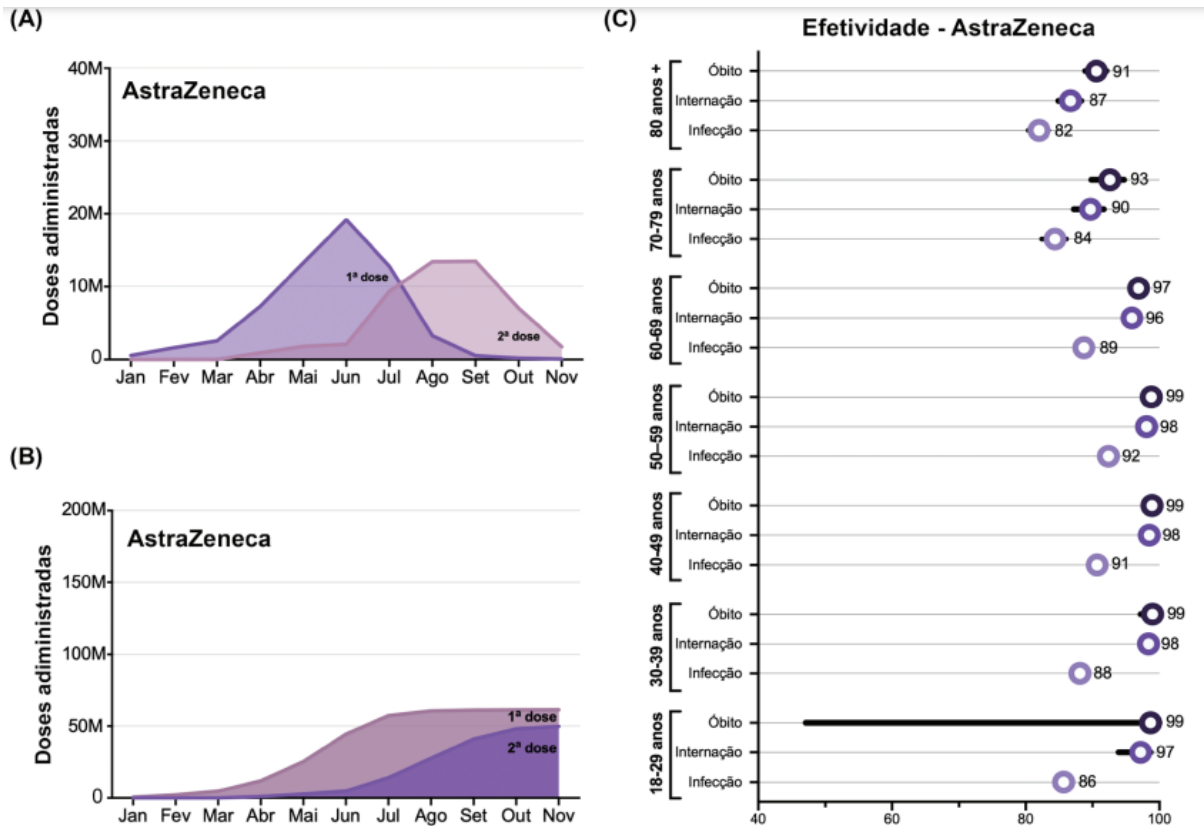 (A)
AstraZeneca
Doses adiministradas
40M
30M
20M
10M
0
1ª dose
2ª dose
Jan Fev Mar Abr Mai Jun Jul Ago Set Out Nov
(B)
AstraZeneca
Doses adiministradas
200M
150M
100M
50M
0
1ª dose
2ª dose
Jan Fev Mar Abr Mai Jun Jul Ago Set Out Nov
(C)
Efetividade - AstraZeneca
80 anos +
Óbito 91
Internação 87
Infecção 82
70-79 anos
Óbito 93
Internação 90
Infecção 84
60-69 anos
Óbito 97
Internação 96
Infecção 89
50–59 anos
Óbito 99
Internação 98
Infecção 92
40-49 anos
Óbito 99
Internação 98
Infecção 91
30-39 anos
Óbito 99
Internação 98
Infecção 88
18-29 anos
Óbito 99
Internação 97
Infecção 86
40 60 80 100